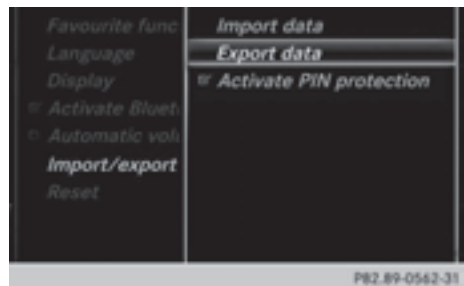 Favourite func
Language
Display
Activate Bluet
Automatic volu
Import/export
Reset
Import data
Export data
Activate PIN protection
P82.89-0562-31